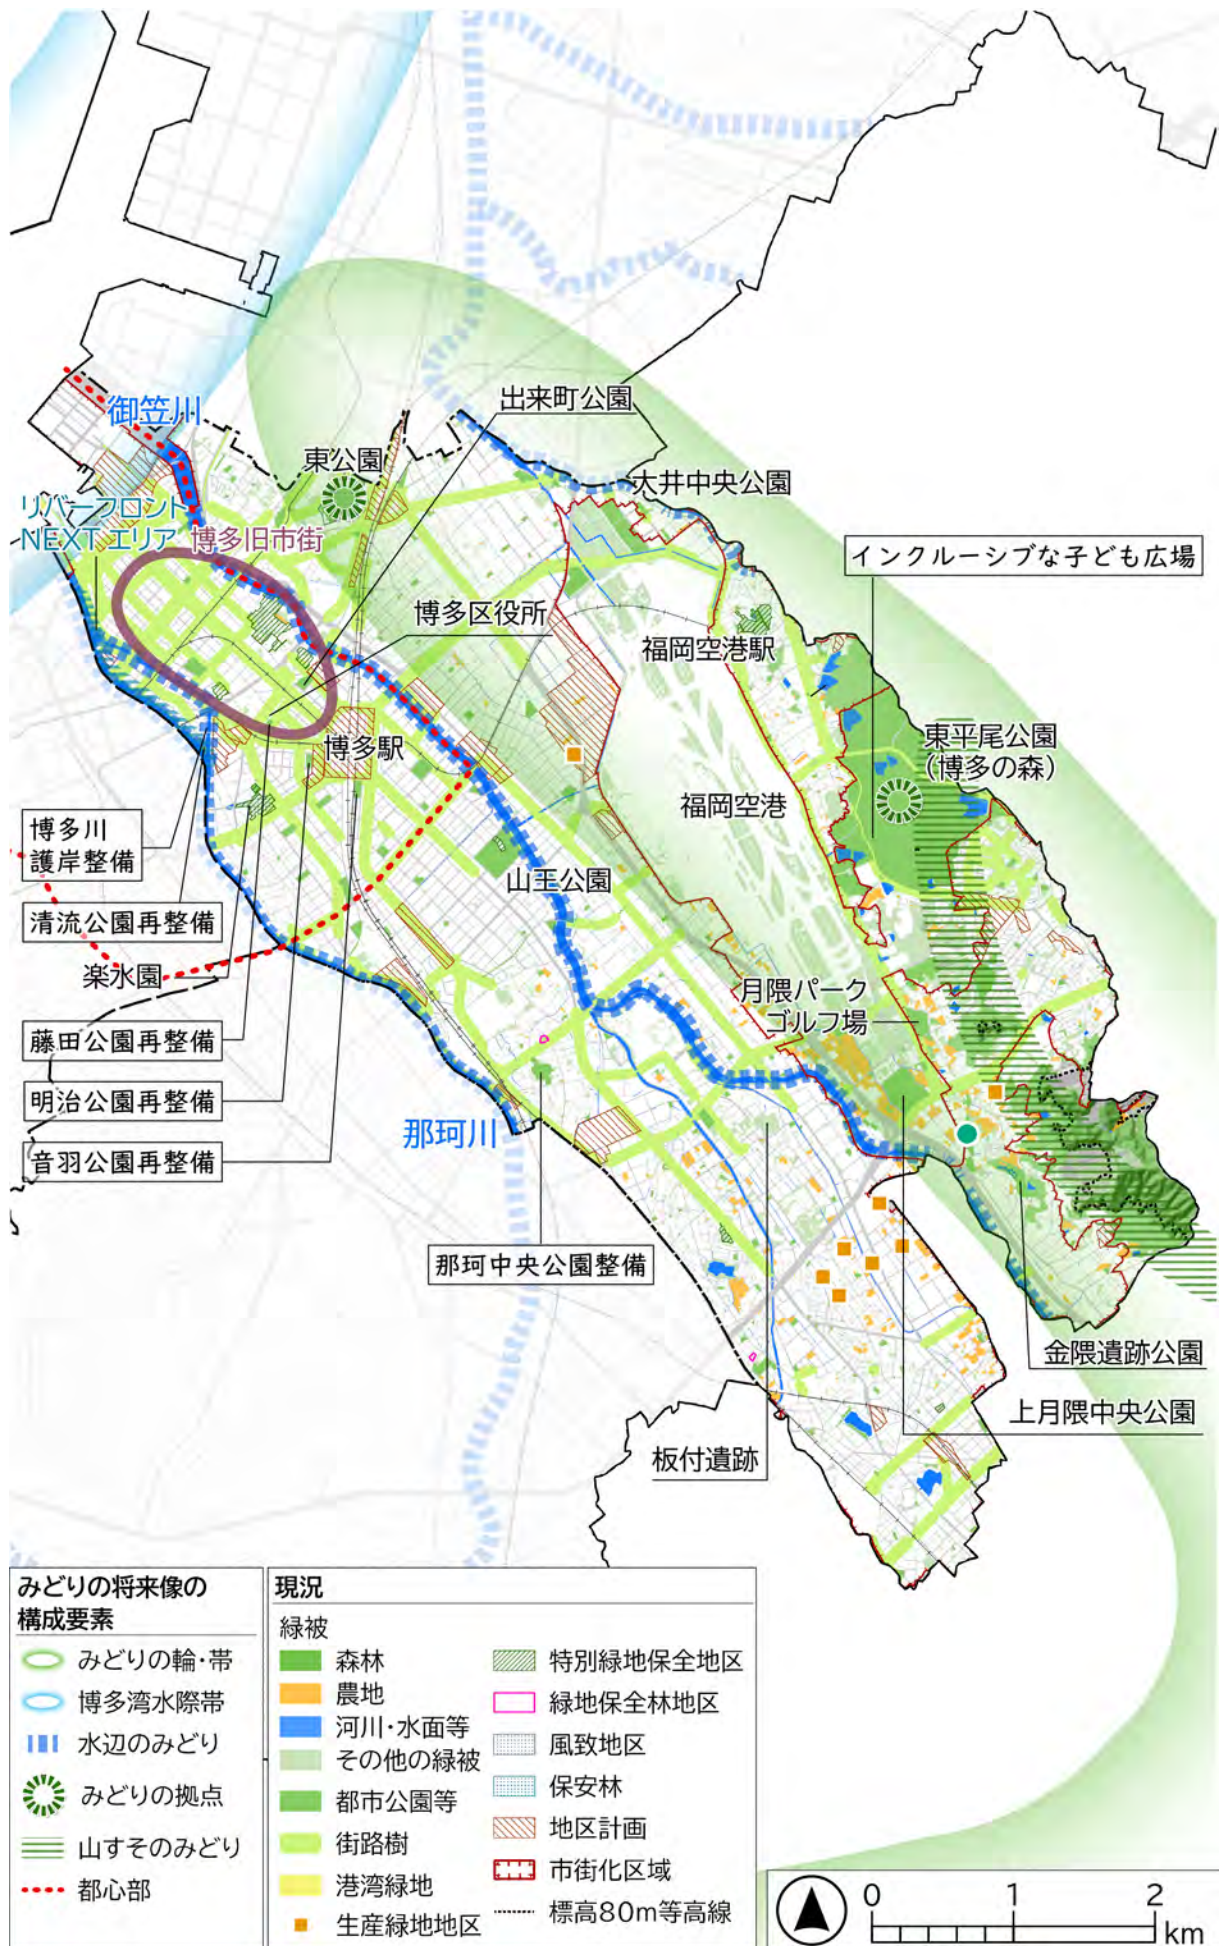 御笠川
出来町公園
東公園
大井中央公園
リバーフロント
NEXTエリア
博多旧市街
インクルーシブな子ども広場
博多区役所
福岡空港駅
東平尾公園
(博多の森)
博多駅
福岡空港
博多川
護岸整備
山王公園
清流公園再整備
楽水園
月隈パーク
ゴルフ場
藤田公園再整備
明治公園再整備
那珂川
音羽公園再整備
那珂中央公園整備
金隈遺跡公園
上月隈中央公園
板付遺跡
みどりの将来像の
構成要素
みどりの輪・帯
博多湾水際帯
水辺のみどり
みどりの拠点
山すそのみどり
都心部
現況
緑被
森林
農地
河川・水面等
その他の緑被
都市公園等
街路樹
港湾緑地
生産緑地地区
特別緑地保全地区
緑地保全林地区
風致地区
保安林
地区計画
市街化区域
標高80m等高線
0 1 2
km